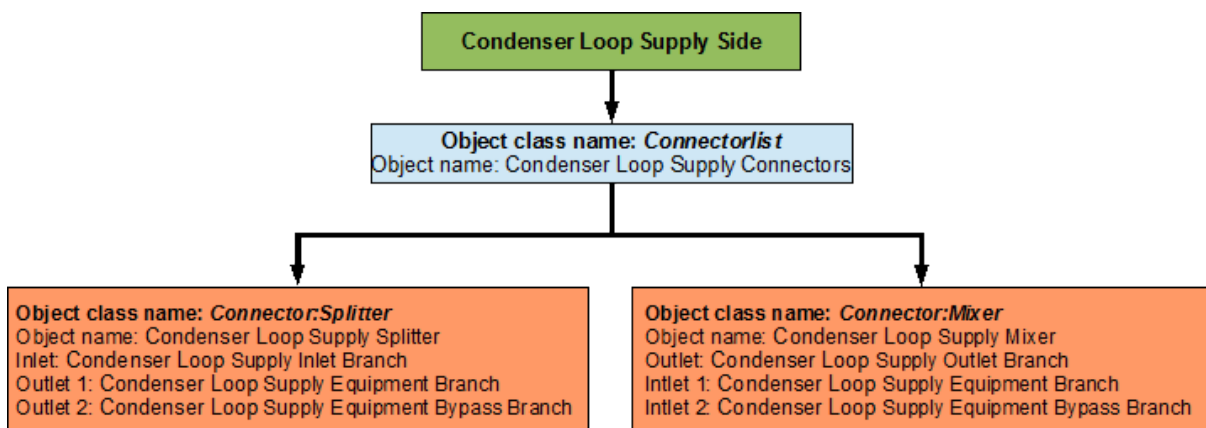 Condenser Loop Supply Side
Object class name: Connectorlist
Object name: Condenser Loop Supply Connectors
Object class name: Connector:Splitter
Object name: Condenser Loop Supply Splitter
Inlet: Condenser Loop Supply Inlet Branch
Outlet 1: Condenser Loop Supply Equipment Branch
Outlet 2: Condenser Loop Supply Equipment Bypass Branch
Object class name: Connector:Mixer
Object name: Condenser Loop Supply Mixer
Outlet: Condenser Loop Supply Outlet Branch
Intlet 1: Condenser Loop Supply Equipment Branch
Intlet 2: Condenser Loop Supply Equipment Bypass Branch